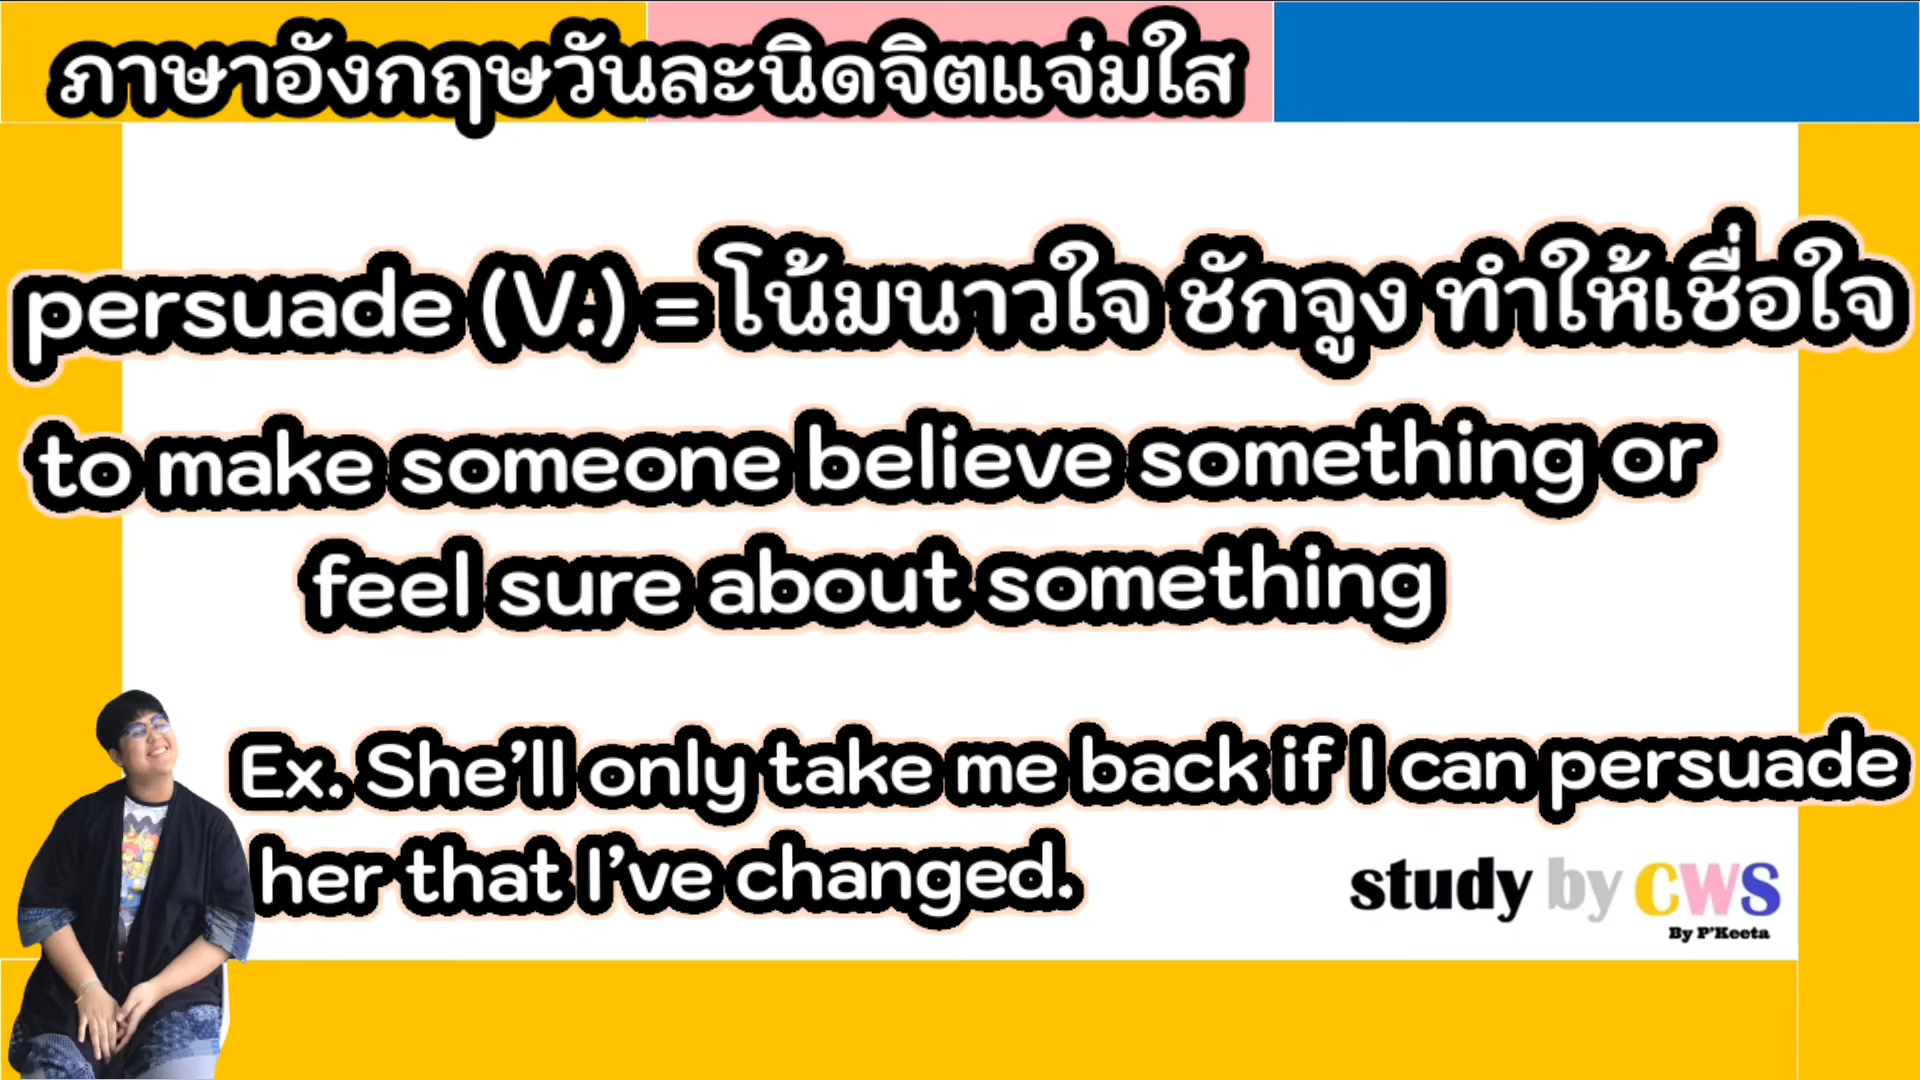 ภาษาอังกฤษวันละนิดจิตแจ่มใส
persuade (V.) = โน้มนาวใจ ชักจูง ทำให้เชื่อใจ
to make someone believe something or
feel sure about something
Ex. She’ll only take me back if I can persuade
her that I’ve changed.
study by CWS
By P'Keeta